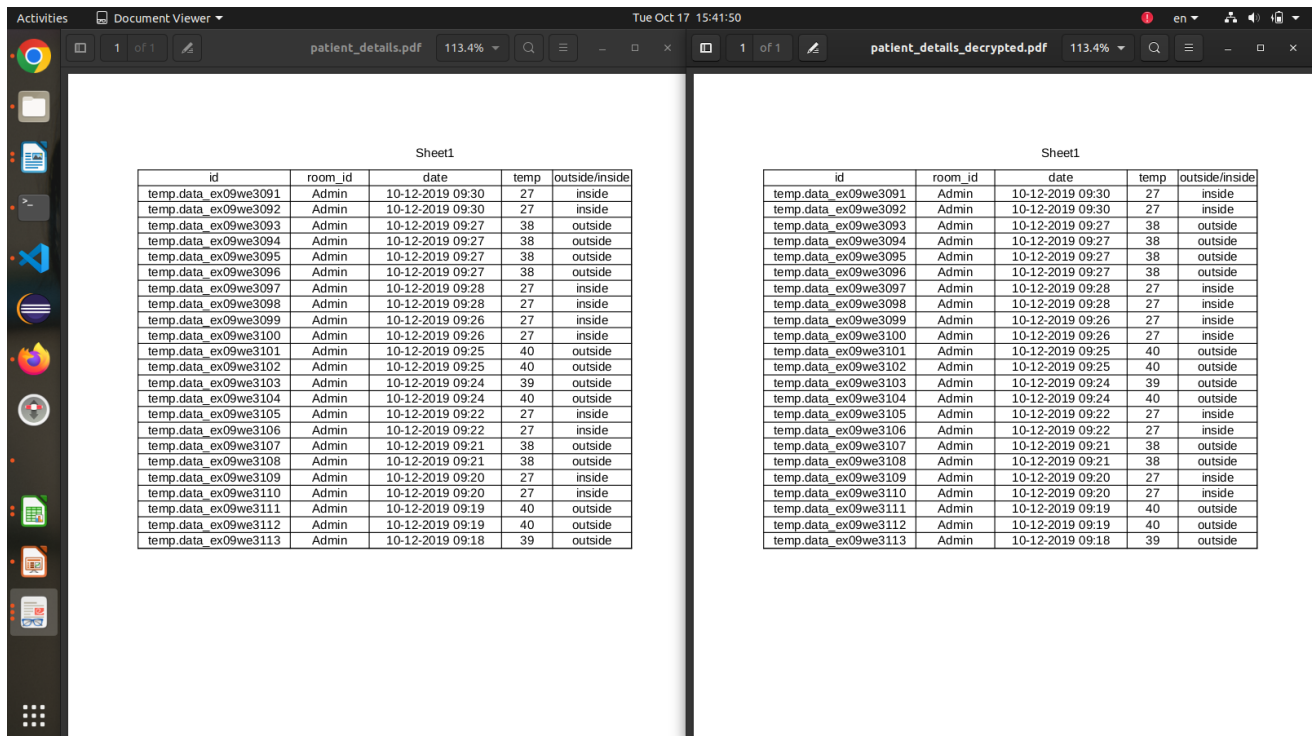 Activities Document Viewer Tue Oct 17 15:41:50 en
1 of 1 patient_details.pdf 113.4%
Sheet1
id room_id date temp outside/inside
temp.data_ex09we3091 Admin 10-12-2019 09:30 27 inside
temp.data_ex09we3092 Admin 10-12-2019 09:30 27 inside
temp.data_ex09we3093 Admin 10-12-2019 09:27 38 outside
temp.data_ex09we3094 Admin 10-12-2019 09:27 38 outside
temp.data_ex09we3095 Admin 10-12-2019 09:27 38 outside
temp.data_ex09we3096 Admin 10-12-2019 09:27 38 outside
temp.data_ex09we3097 Admin 10-12-2019 09:28 27 inside
temp.data_ex09we3098 Admin 10-12-2019 09:28 27 inside
temp.data_ex09we3099 Admin 10-12-2019 09:26 27 inside
temp.data_ex09we3100 Admin 10-12-2019 09:26 27 inside
temp.data_ex09we3101 Admin 10-12-2019 09:25 40 outside
temp.data_ex09we3102 Admin 10-12-2019 09:25 40 outside
temp.data_ex09we3103 Admin 10-12-2019 09:24 39 outside
temp.data_ex09we3104 Admin 10-12-2019 09:24 40 outside
temp.data_ex09we3105 Admin 10-12-2019 09:22 27 inside
temp.data_ex09we3106 Admin 10-12-2019 09:22 27 inside
temp.data_ex09we3107 Admin 10-12-2019 09:21 38 outside
temp.data_ex09we3108 Admin 10-12-2019 09:21 38 outside
temp.data_ex09we3109 Admin 10-12-2019 09:20 27 inside
temp.data_ex09we3110 Admin 10-12-2019 09:20 27 inside
temp.data_ex09we3111 Admin 10-12-2019 09:19 40 outside
temp.data_ex09we3112 Admin 10-12-2019 09:19 40 outside
temp.data_ex09we3113 Admin 10-12-2019 09:18 39 outside
1 of 1 patient_details_decrypted.pdf 113.4%
Sheet1
id room_id date temp outside/inside
temp.data_ex09we3091 Admin 10-12-2019 09:30 27 inside
temp.data_ex09we3092 Admin 10-12-2019 09:30 27 inside
temp.data_ex09we3093 Admin 10-12-2019 09:27 38 outside
temp.data_ex09we3094 Admin 10-12-2019 09:27 38 outside
temp.data_ex09we3095 Admin 10-12-2019 09:27 38 outside
temp.data_ex09we3096 Admin 10-12-2019 09:27 38 outside
temp.data_ex09we3097 Admin 10-12-2019 09:28 27 inside
temp.data_ex09we3098 Admin 10-12-2019 09:28 27 inside
temp.data_ex09we3099 Admin 10-12-2019 09:26 27 inside
temp.data_ex09we3100 Admin 10-12-2019 09:26 27 inside
temp.data_ex09we3101 Admin 10-12-2019 09:25 40 outside
temp.data_ex09we3102 Admin 10-12-2019 09:25 40 outside
temp.data_ex09we3103 Admin 10-12-2019 09:24 39 outside
temp.data_ex09we3104 Admin 10-12-2019 09:24 40 outside
temp.data_ex09we3105 Admin 10-12-2019 09:22 27 inside
temp.data_ex09we3106 Admin 10-12-2019 09:22 27 inside
temp.data_ex09we3107 Admin 10-12-2019 09:21 38 outside
temp.data_ex09we3108 Admin 10-12-2019 09:21 38 outside
temp.data_ex09we3109 Admin 10-12-2019 09:20 27 inside
temp.data_ex09we3110 Admin 10-12-2019 09:20 27 inside
temp.data_ex09we3111 Admin 10-12-2019 09:19 40 outside
temp.data_ex09we3112 Admin 10-12-2019 09:19 40 outside
temp.data_ex09we3113 Admin 10-12-2019 09:18 39 outside